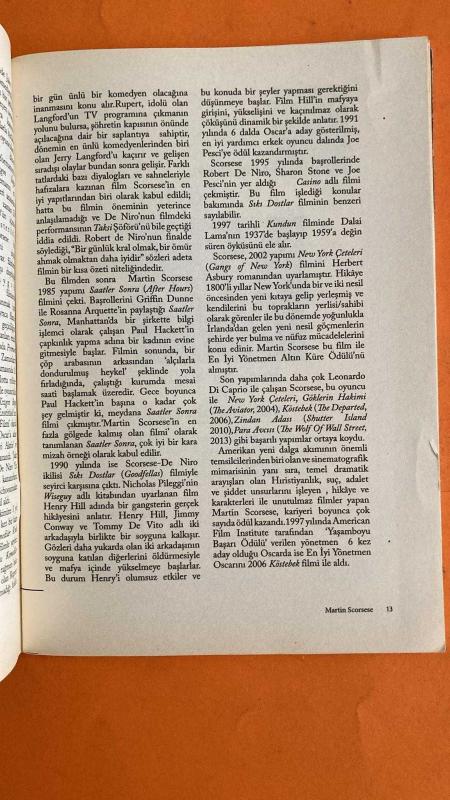 bir gün ünlü bir komedyen olacağına
inanmasını konu alır.Rupert, idolü olan
Langford'un TV programına çıkmanın
yolunu bulursa, şöhretin kapısının önünde
açılacağına dair bir saplantıya sahiptir,
dönemin en ünlü komedyenlerinden biri
olan Jerry Langford'u kaçırır ve gelişen
sıradışı olaylar bundan sonra gelişir. Farklı
tatlardaki bazı diyalogları ve sahneleriyle
hafızalara kazınan film Scorsese'in en
iyi yapıtlarından biri olarak kabul edildi;
hatta bu filmin öneminin yeterince
anlaşılamadığı ve De Niro'nun filmdeki
performansının Taksi Şöförü'nü bile geçtiği
iddia edildi. Robert de Niro'nun finalde
söylediği, "Bir günlük kral olmak, bir ömür
ahmak olmaktan daha iyidir" sözleri adeta
filmin bir kısa özeti niteliğindedir.
Bu filmden sonra Martin Scorsese
1985 yapımı Saatler Sonra (After Hours)
filmini çekti. Başrollerini Griffin Dunne
ile Rosanna Arquette'in paylaştığı Saatler
Sonra, Manhattan'da bir şirkette bilgi
işlemci olarak çalışan Paul Hackett'in
çapkınlık yapma adına bir kadının evine
gitmesiyle başlar. Filmin sonunda, bir
çöp arabasının arkasından 'alçılarla
dondurulmuş heykel' şeklinde yola
fırladığında, çalıştığı kurumda mesai
saati başlamak üzeredir. Gece boyunca
Paul Hackett'in başına o kadar çok
şey gelmiştir ki, meydana Saatler Sonra
filmi çıkmıştır.'Martin Scorsese'in en
fazla gölgede kalmış olan filmi' olarak
tanımlanan Saatler Sonra, çok iyi bir kara
mizah örneği olarak kabul edilir.
1990 yılında ise Scorsese-De Niro
ikilisi Sıkı Dostlar (Goodfellas) filmiyle
seyirci karşısına çıktı. Nicholas Pileggi'nin
Wiseguy adlı kitabından uyarlanan film
Henry Hill adında bir gangsterin gerçek
hikâyesini anlatır. Henry Hill, Jimmy
Conway ve Tommy De Vito adlı iki
arkadaşıyla birlikte bir soyguna kalkışır.
Gözleri daha yukarda olan iki arkadaşının
soyguna katılan diğerlerini öldürmesiyle
ve mafya içinde yükselmeye başlarlar.
Bu durum Henry'i olumsuz etkiler ve
bu konuda bir şeyler yapması gerektiğini
düşünmeye başlar. Film Hill'in mafyaya
girişini, yükselişini ve kaçınılmaz olarak
çöküşünü dinamik bir şekilde anlatır. 1991
yılında 6 dalda Oscar'a aday gösterilmiş,
en iyi yardımcı erkek oyuncu dalında Joe
Pesci'ye ödül kazandırmıştır.
Scorsese 1995 yılında başrollerinde
Robert De Niro, Sharon Stone ve Joe
Pesci'nin yer aldığı Casino adlı filmi
çekmiştir. Bu film işlediği konular
bakımında Sıkı Dostlar filminin benzeri
sayılabilir.
1997 tarihli Kundun filminde Dalai
Lama'nın 1937'de başlayıp 1959'a değin
süren öyküsünü ele alır.
Scorsese, 2002 yapımı New York Çeteleri
(Gangs of New York) filmini Herbert
Asbury romanından uyarlamıştır. Hikâye
1800'lü yıllar New York'unda bir ve iki nesil
öncesinden yeni kıtaya gelip yerleşmiş ve
kendilerini bu toprakların yerlisi/sahibi
olarak görenler ile bu dönemde yoğunlukla
İrlanda'dan gelen yeni nesil göçmenlerin
şehirde yer bulma ve nüfuz mücadelelerini
konu edinir. Martin Scorsese bu film ile
En İyi Yönetmen Altın Küre Ödülü'nü
almıştır.
Son yapımlarında daha çok Leonardo
Di Caprio ile çalışan Scorsese, bu oyuncu
ile New York Çeteleri, Göklerin Hakimi
(The Aviator, 2004), Köstebek (The Departed,
2006),Zindan Adası (Shutter Island
2010),Para Avcısı (The Wolf Of Wall Street,
2013) gibi başarılı yapımlar ortaya koydu.
Amerikan yeni dalga akımının önemli
temsilcilerinden biri olan ve sinematografik
mimarisinin yanı sıra, temel dramatik
arayışları olan Hıristiyanlık, suç, adalet
ve şiddet unsurlarını işleyen , hikâye ve
karakterleri ile unutulmaz filmler yapan
Martin Scorsese, kariyeri boyunca çok
sayıda ödül kazandı.1997 yılında American
Film Institute tarafından 'Yaşamboyu
Başarı Ödülü' verilen yönetmen 6 kez
aday olduğu Oscarda ise En İyi Yönetmen
Oscarını 2006 Köstebek filmi ile aldı.
Martin Scorsese 13